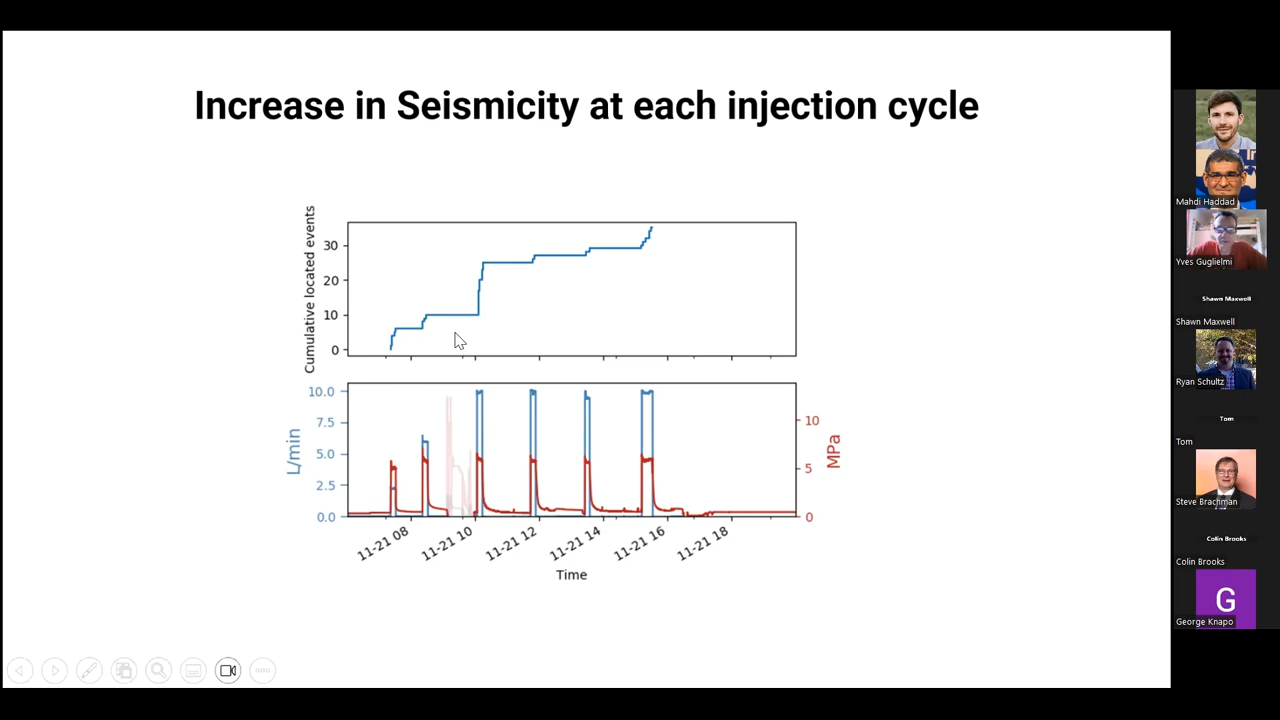 Increase in Seismicity at each injection cycle
Cumulative located events
30
20
10
0
L/min
10.0
7.5
5.0
2.5
0.0
10
5
0
MPa
11-21 08
11-21 10
11-21 12
11-21 14
11-21 16
11-21 18
Time
Mahdi Haddad
Yves Guglielmi
Shawn Maxwell
Shawn Maxwell
Ryan Schultz
Tom
Tom
Steve Brachman
Colin Brooks
Colin Brooks
G
George Knapo